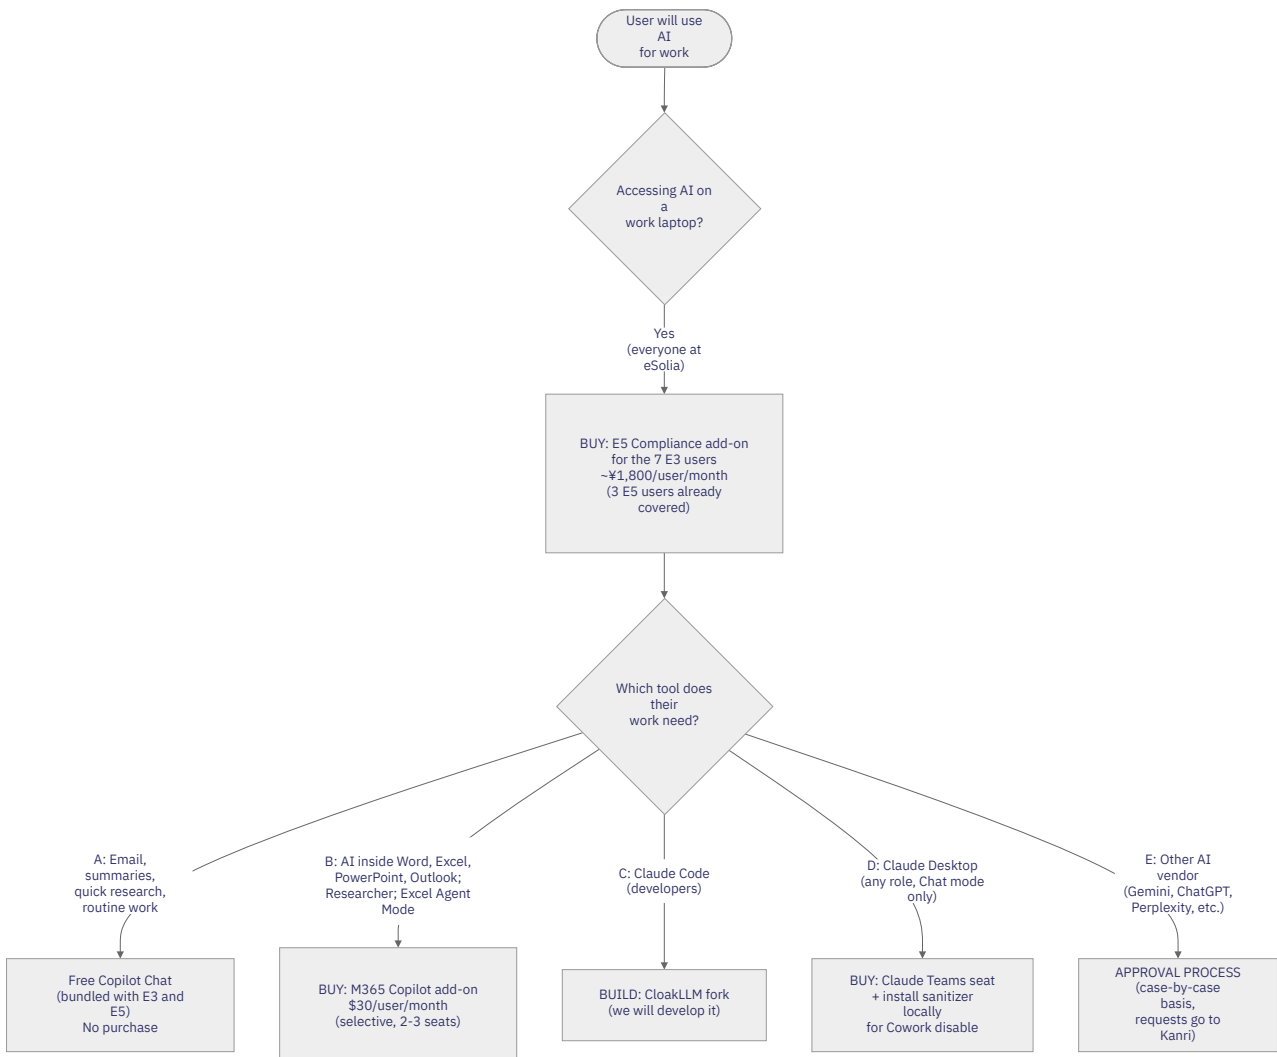 User will use
AI
for work
Accessing AI on
a
work laptop?
Yes
(everyone at
eSolia)
BUY: E5 Compliance add-on
for the 7 E3 users
~¥1,800/user/month
(3 E5 users already
covered)
Which tool does
their
work need?
A: Email,
summaries,
quick research,
routine work
B: AI inside Word, Excel,
PowerPoint, Outlook;
Researcher; Excel Agent
Mode
C: Claude Code
(developers)
D: Claude Desktop
(any role, Chat mode
only)
E: Other AI
vendor
(Gemini, ChatGPT,
Perplexity, etc.)
Free Copilot Chat
(bundled with E3 and
E5)
No purchase
BUY: M365 Copilot add-on
$30/user/month
(selective, 2-3 seats)
BUILD: CloakLLM fork
(we will develop it)
BUY: Claude Teams seat
+ install sanitizer
locally
for Cowork disable
APPROVAL PROCESS
(case-by-case
basis,
requests go to
Kanri)